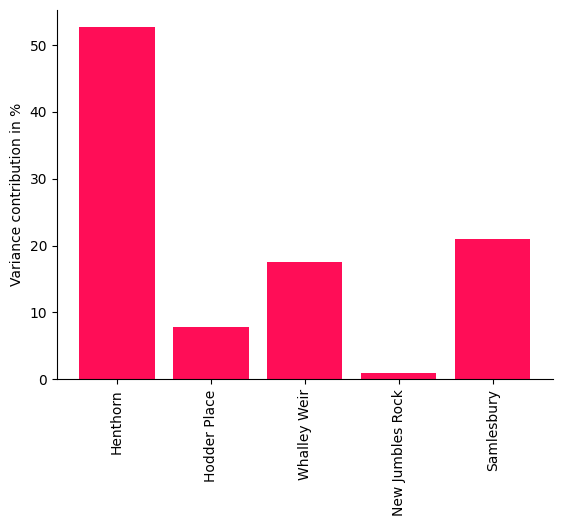 Variance contribution in %
50
40
30
20
10
0
Henthorn
Hodder Place
Whalley Weir
New Jumbles Rock
Samlesbury